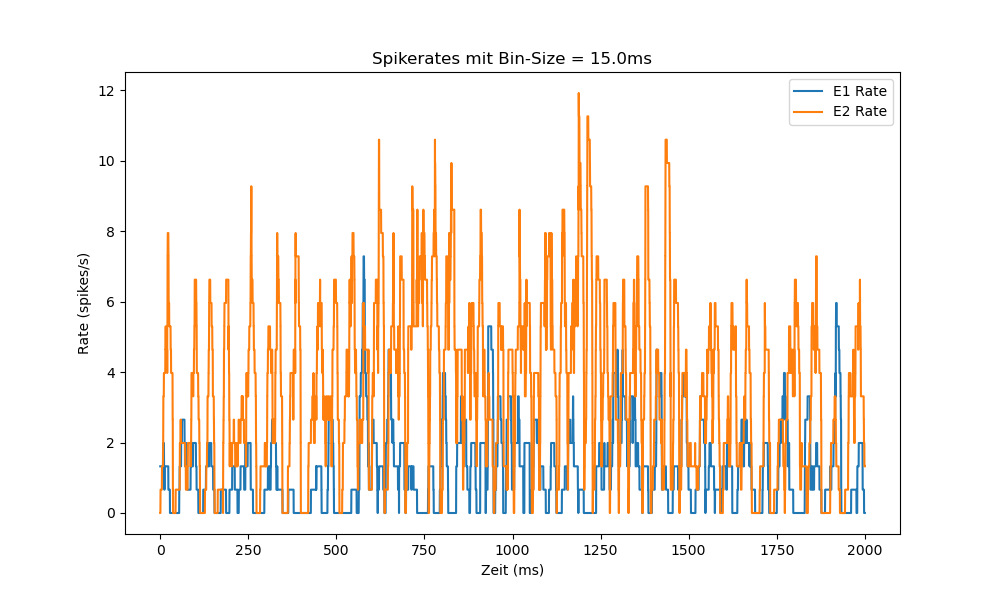 Spikerates mit Bin-Size = 15.0ms
E1 Rate
E2 Rate
Rate (spikes/s)
12
10
8
6
4
2
0
0 250 500 750 1000 1250 1500 1750 2000
Zeit (ms)